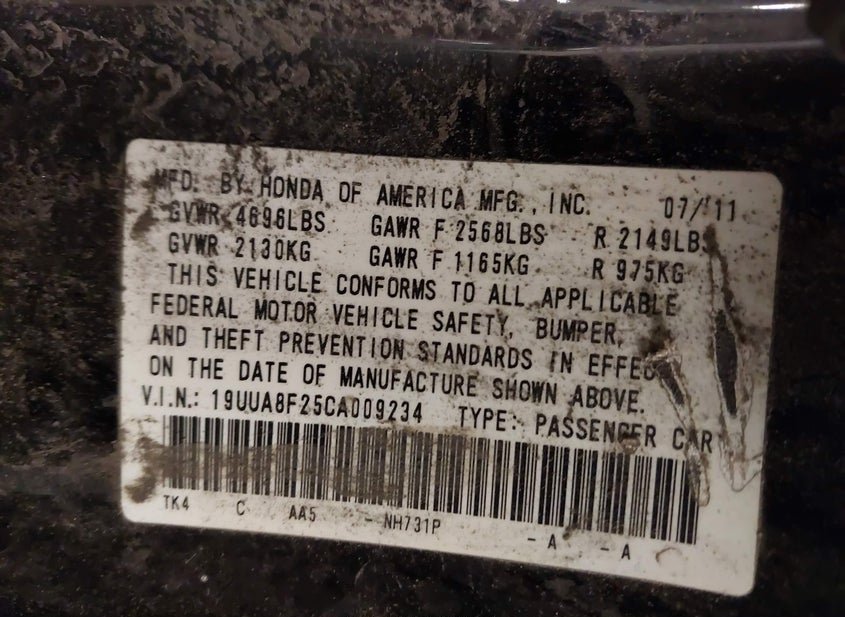 MFD. BY HONDA OF AMERICA MFG., INC. 07/11
GVWR 4696LBS GAWR F 2568LBS R 2149LBS
GVWR 2130KG GAWR F 1165KG R 975KG
THIS VEHICLE CONFORMS TO ALL APPLICABLE
FEDERAL MOTOR VEHICLE SAFETY, BUMPER,
AND THEFT PREVENTION STANDARDS IN EFFECT
ON THE DATE OF MANUFACTURE SHOWN ABOVE.
V.I.N.: 19UUA8F25CA009234 TYPE: PASSENGER CAR
TK4 C AA5 - NH731P - A - A